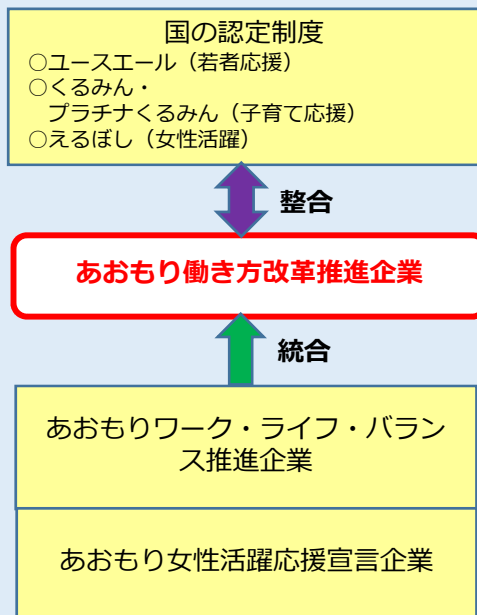 国の認定制度
○ユースエール（若者応援）
○くるみん・
プラチナくるみん（子育て応援）
○えるぼし（女性活躍）
整合
あおもり働き方改革推進企業
統合
あおもりワーク・ライフ・バラン
ス推進企業
あおもり女性活躍応援宣言企業